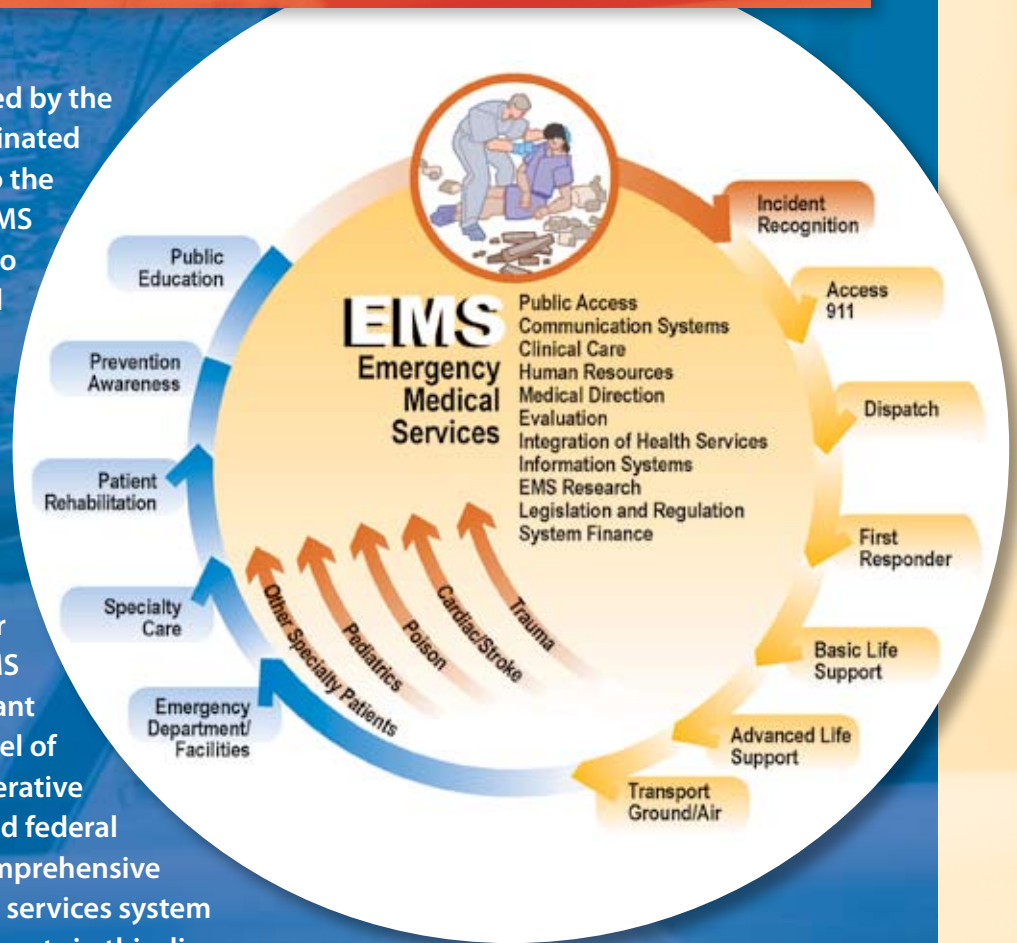 ed by the
inated
o the
MS
o
Incident
Recognition
Access
911
Dispatch
First
Responder
Basic Life
Support
Advanced Life
Support
Transport
Ground/Air
Emergency
Department/
Facilities
Specialty
Care
Patient
Rehabilitation
Prevention
Awareness
Public
Education
EMS
Emergency
Medical
Services
Public Access
Communication Systems
Clinical Care
Human Resources
Medical Direction
Evaluation
Integration of Health Services
Information Systems
EMS Research
Legislation and Regulation
System Finance
Other Specialty Patients
Pediatrics
Poison
Cardiac/Stroke
Trauma
r
MS
ant
el of
erative
d federal
mprehensive
services system